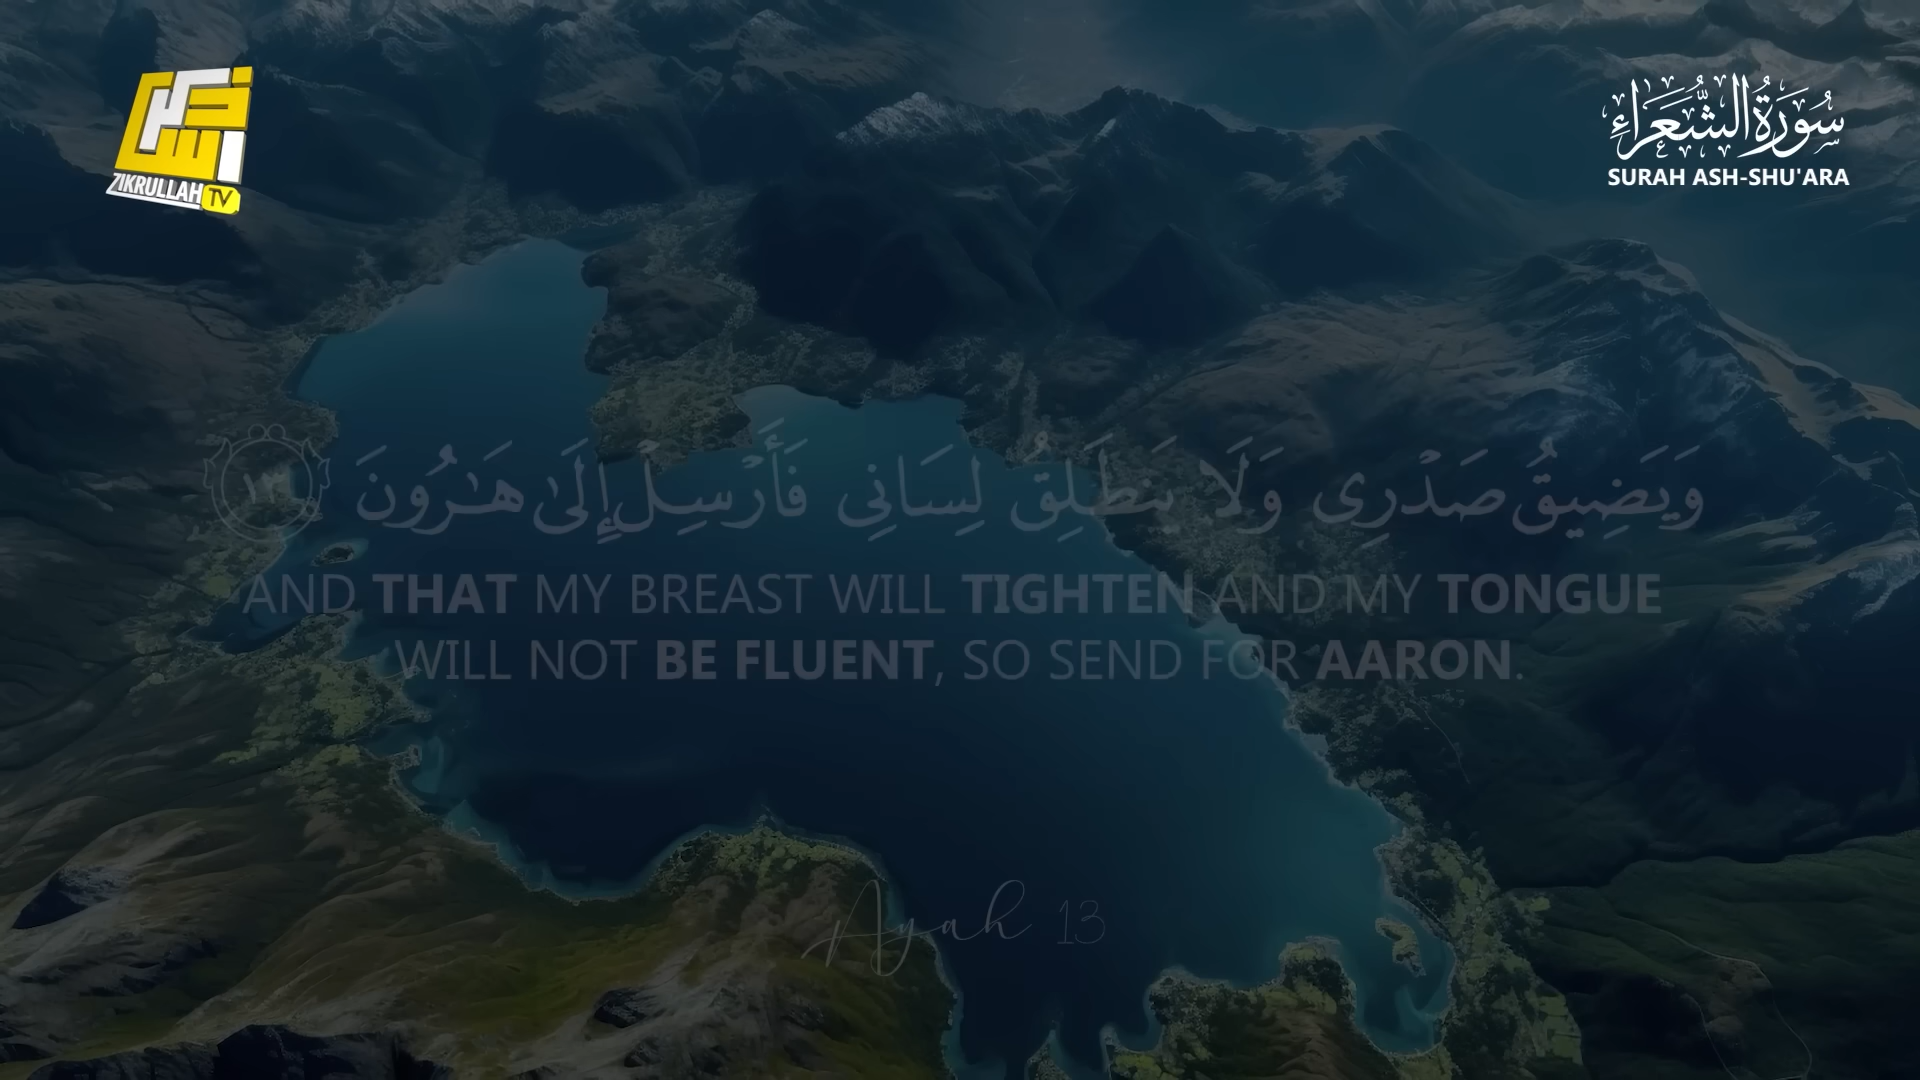 ZIKRULLAH TV
سُورَةُ الشُّعَرَاءِ
SURAH ASH-SHU'ARA
وَيَضِيقُ صَدْرِى وَلَا يَنطَلِقُ لِسَانِى فَأَرْسِلْ إِلَىٰ هَـٰرُونَ ١٣
AND THAT MY BREAST WILL TIGHTEN AND MY TONGUE
WILL NOT BE FLUENT, SO SEND FOR AARON.
Ayah 13